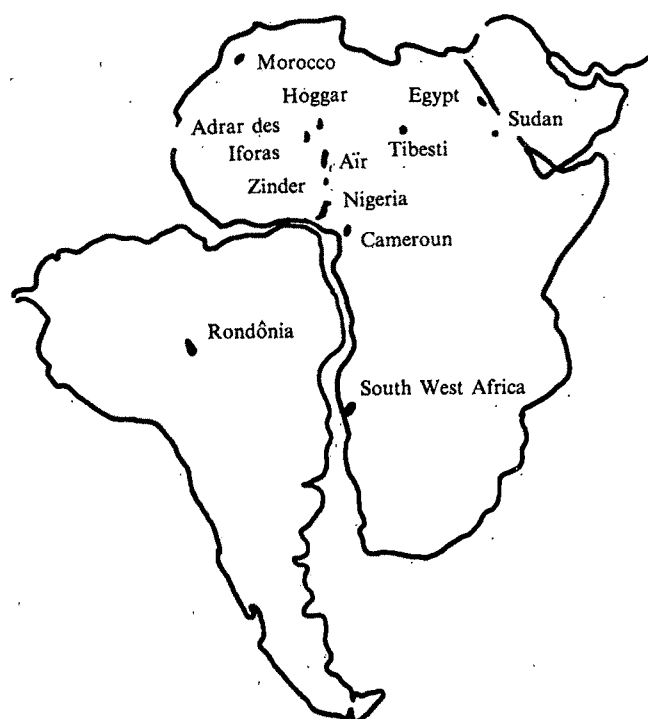 Morocco
Hoggar
Egypt
Adrar des
Iforas
Sudan
Tibesti
Aïr
Zinder
Nigeria
Cameroun
Rondônia
South West Africa